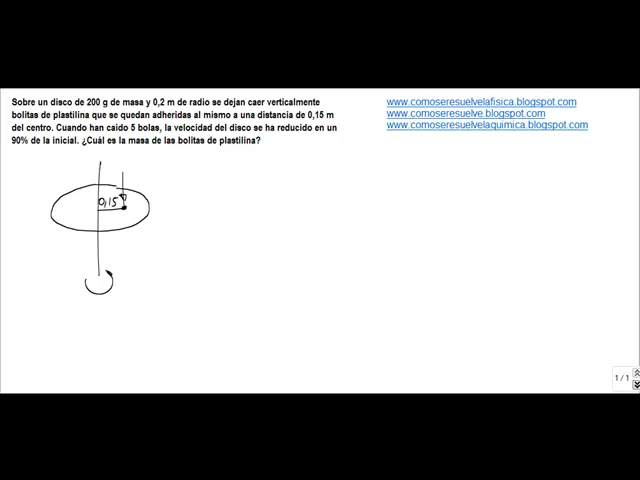 Sobre un disco de 200 g de masa y 0,2 m de radio se dejan caer verticalmente
bolitas de plastilina que se quedan adheridas al mismo a una distancia de 0,15 m
del centro. Cuando han caído 5 bolas, la velocidad del disco se ha reducido en un
90% de la inicial. ¿Cuál es la masa de las bolitas de plastilina?
www.comoseresuelvelafisica.blogspot.com
www.comoseresuelve.blogspot.com
www.comoseresuelvelaquimica.blogspot.com
0,15
1 / 1